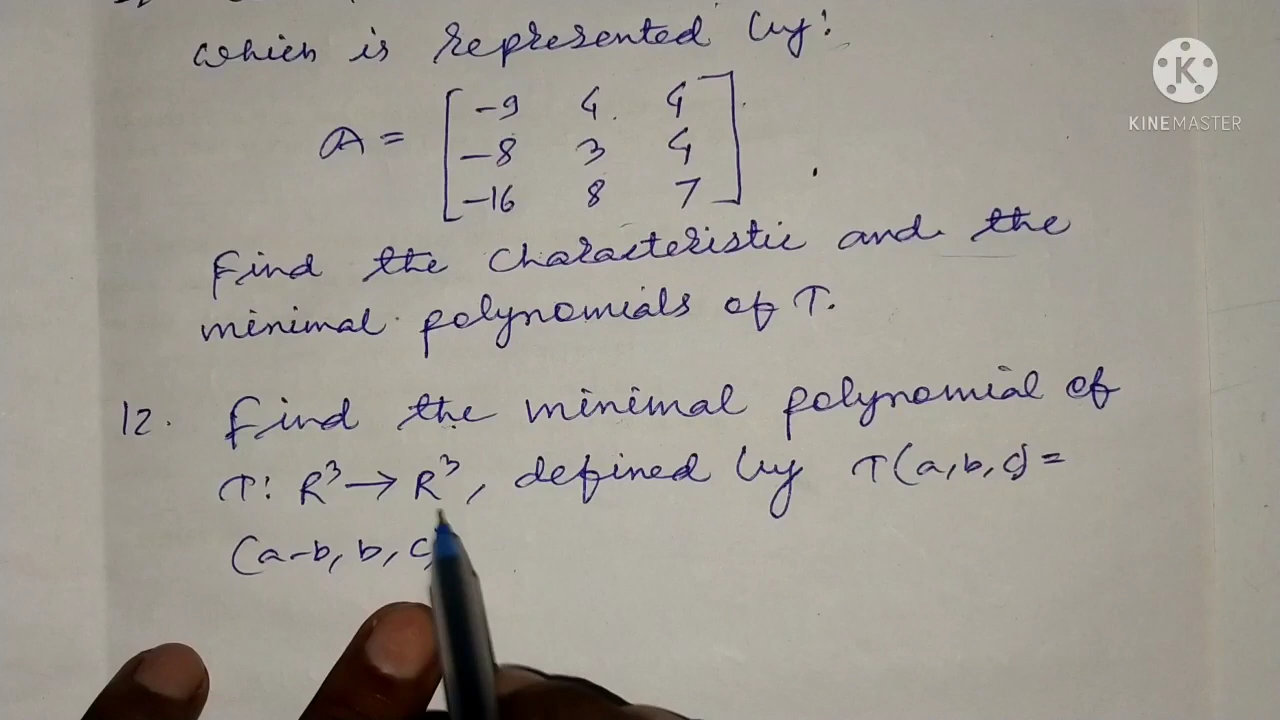 which is represented by:
A = [ -9 4 4
-8 3 4
-16 8 7 ]
Find the characteristic and the
minimal polynomials of T.
12. Find the minimal polynomial of
T: R³ → R³, defined by T(a, b, c) =
(a-b, b, c
K
KINEMASTER